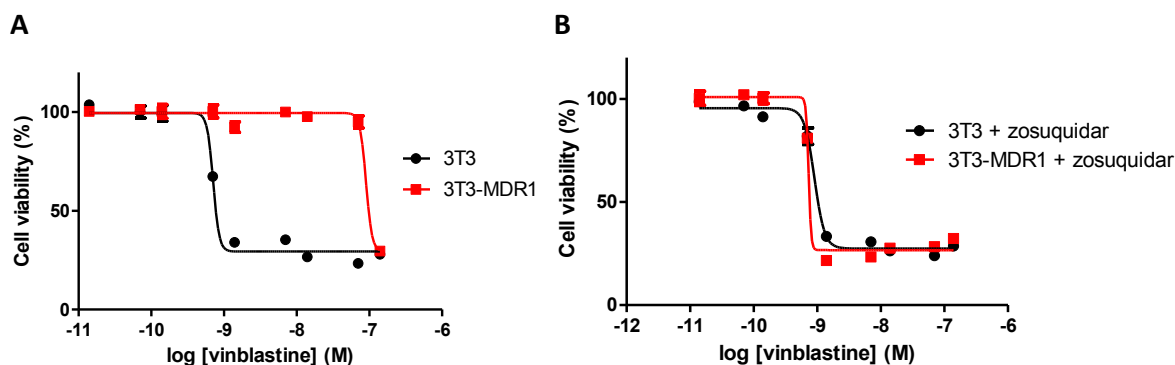 A
Cell viability (%)
100
50
0
-11 -10 -9 -8 -7 -6
log [vinblastine] (M)
3T3
3T3-MDR1
B
Cell viability (%)
100
50
0
-12 -11 -10 -9 -8 -7 -6 -5
log [vinblastine] (M)
3T3 + zosuquidar
3T3-MDR1 + zosuquidar